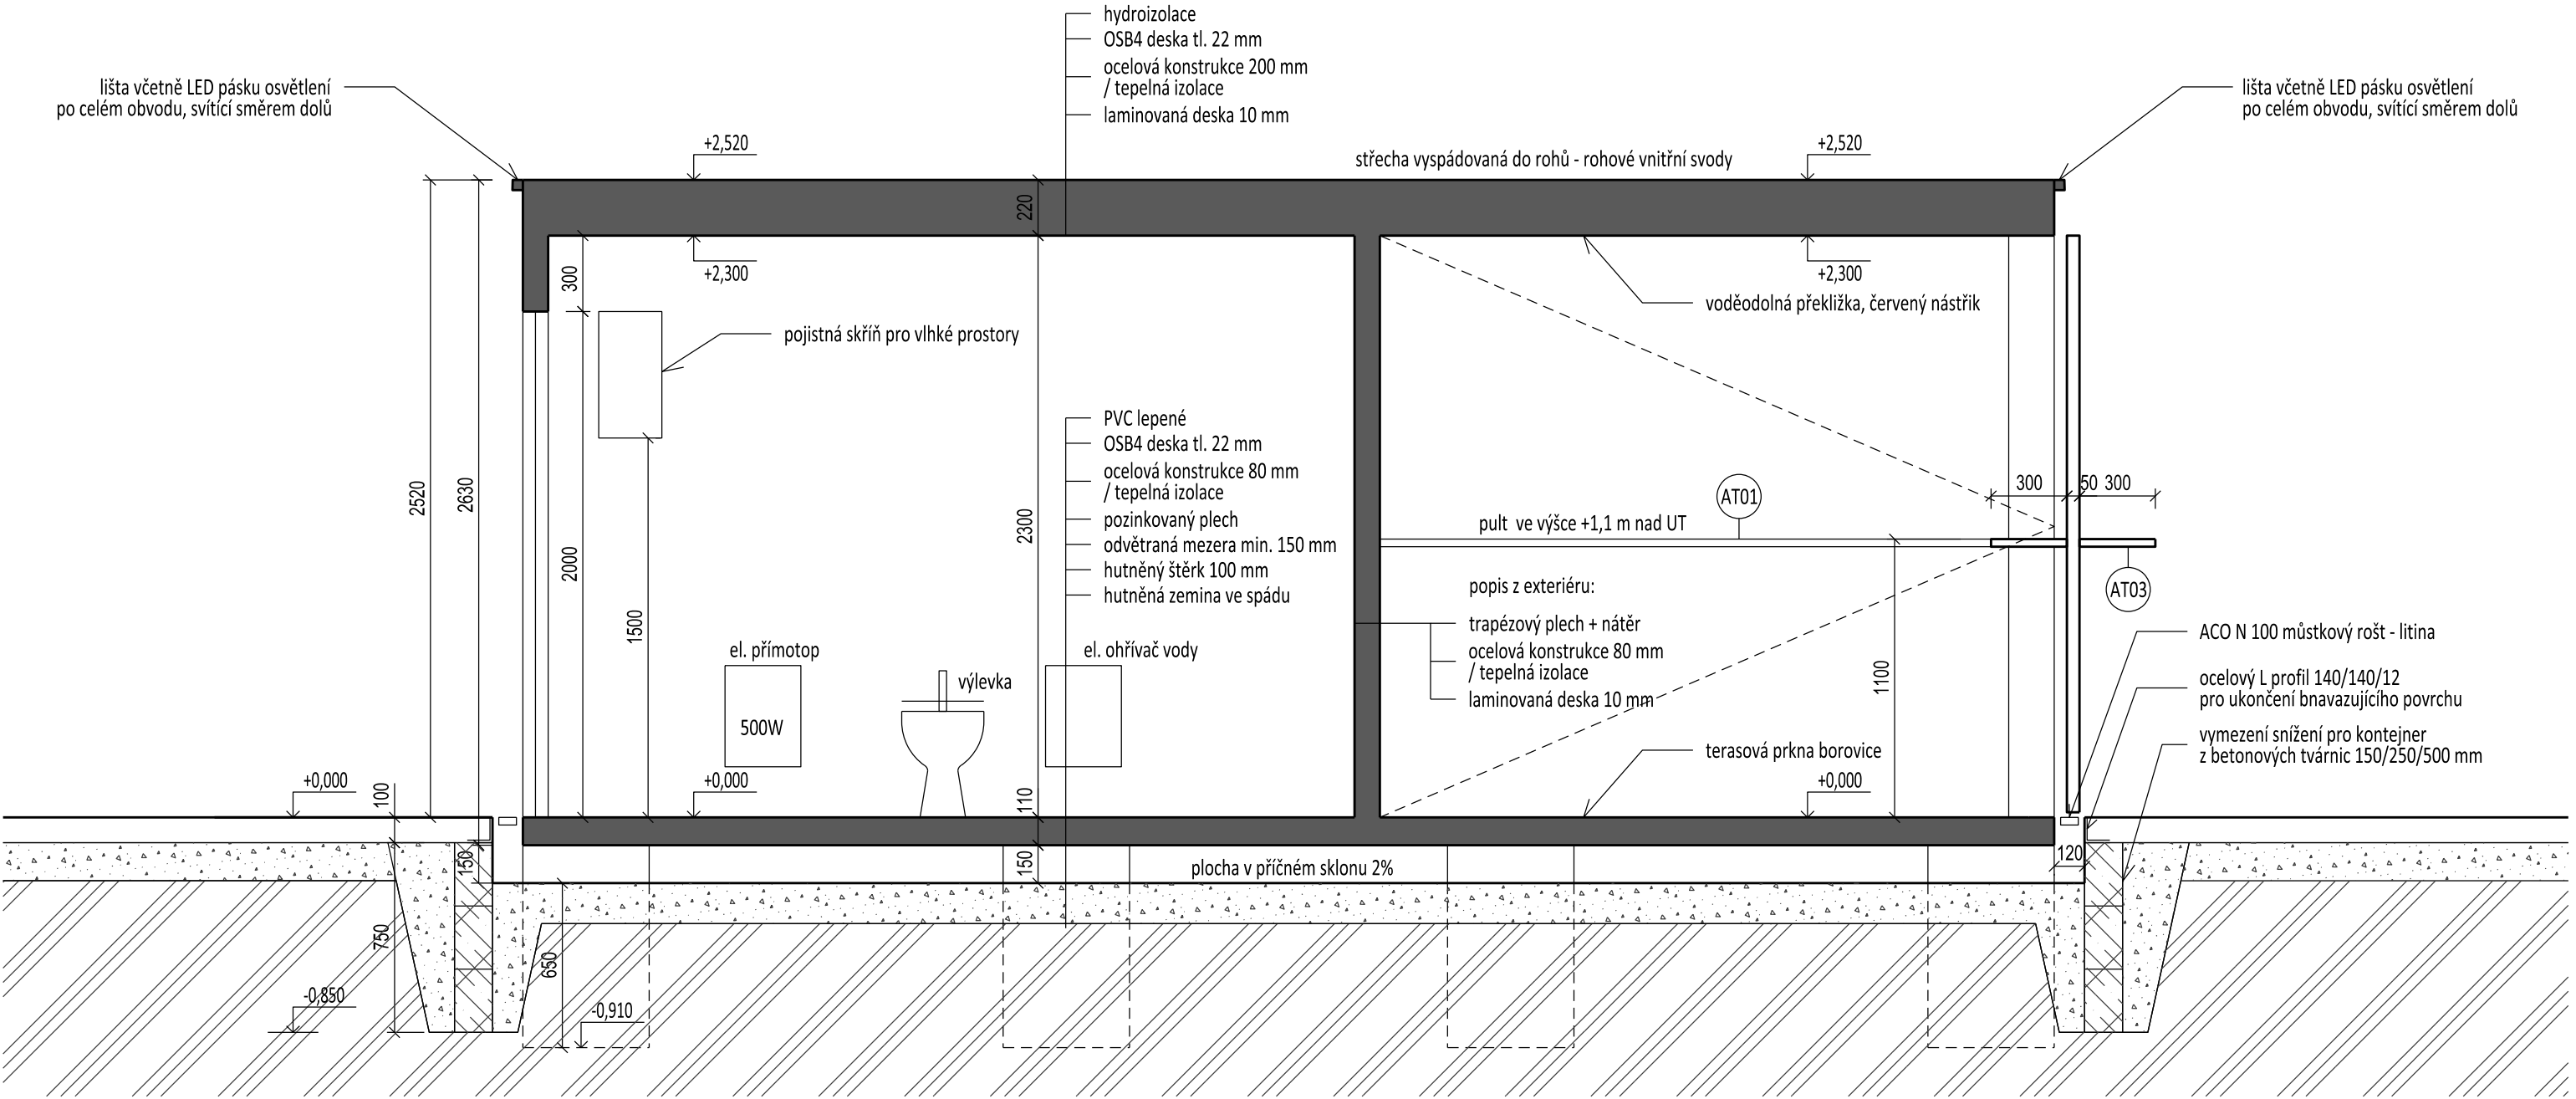 hydroizolace
OSB4 deska tl. 22 mm
ocelová konstrukce 200 mm
/ tepelná izolace
laminovaná deska 10 mm
lišta včetně LED pásku osvětlení
po celém obvodu, svítící směrem dolů
lišta včetně LED pásku osvětlení
po celém obvodu, svítící směrem dolů
+2,520
střecha vyspádovaná do rohů - rohové vnitřní svody
+2,520
220
+2,300
+2,300
300
voděodolná překližka, červený nástřik
pojistná skříň pro vlhké prostory
2520
2630
2000
1500
2300
PVC lepené
OSB4 deska tl. 22 mm
ocelová konstrukce 80 mm
/ tepelná izolace
pozinkovaný plech
odvětraná mezera min. 150 mm
hutněný štěrk 100 mm
hutněná zemina ve spádu
AT01
300
50
300
pult ve výšce +1,1 m nad UT
AT03
popis z exteriéru:
trapézový plech + nátěr
ocelová konstrukce 80 mm
/ tepelná izolace
laminovaná deska 10 mm
1100
ACO N 100 můstkový rošt - litina
ocelový L profil 140/140/12
pro ukončení bnavazujícího povrchu
vymezení snížení pro kontejner
z betonových tvárnic 150/250/500 mm
el. přímotop
500W
výlevka
el. ohřívač vody
terasová prkna borovice
+0,000
100
+0,000
110
+0,000
150
150
plocha v příčném sklonu 2%
120
750
650
-0,850
-0,910